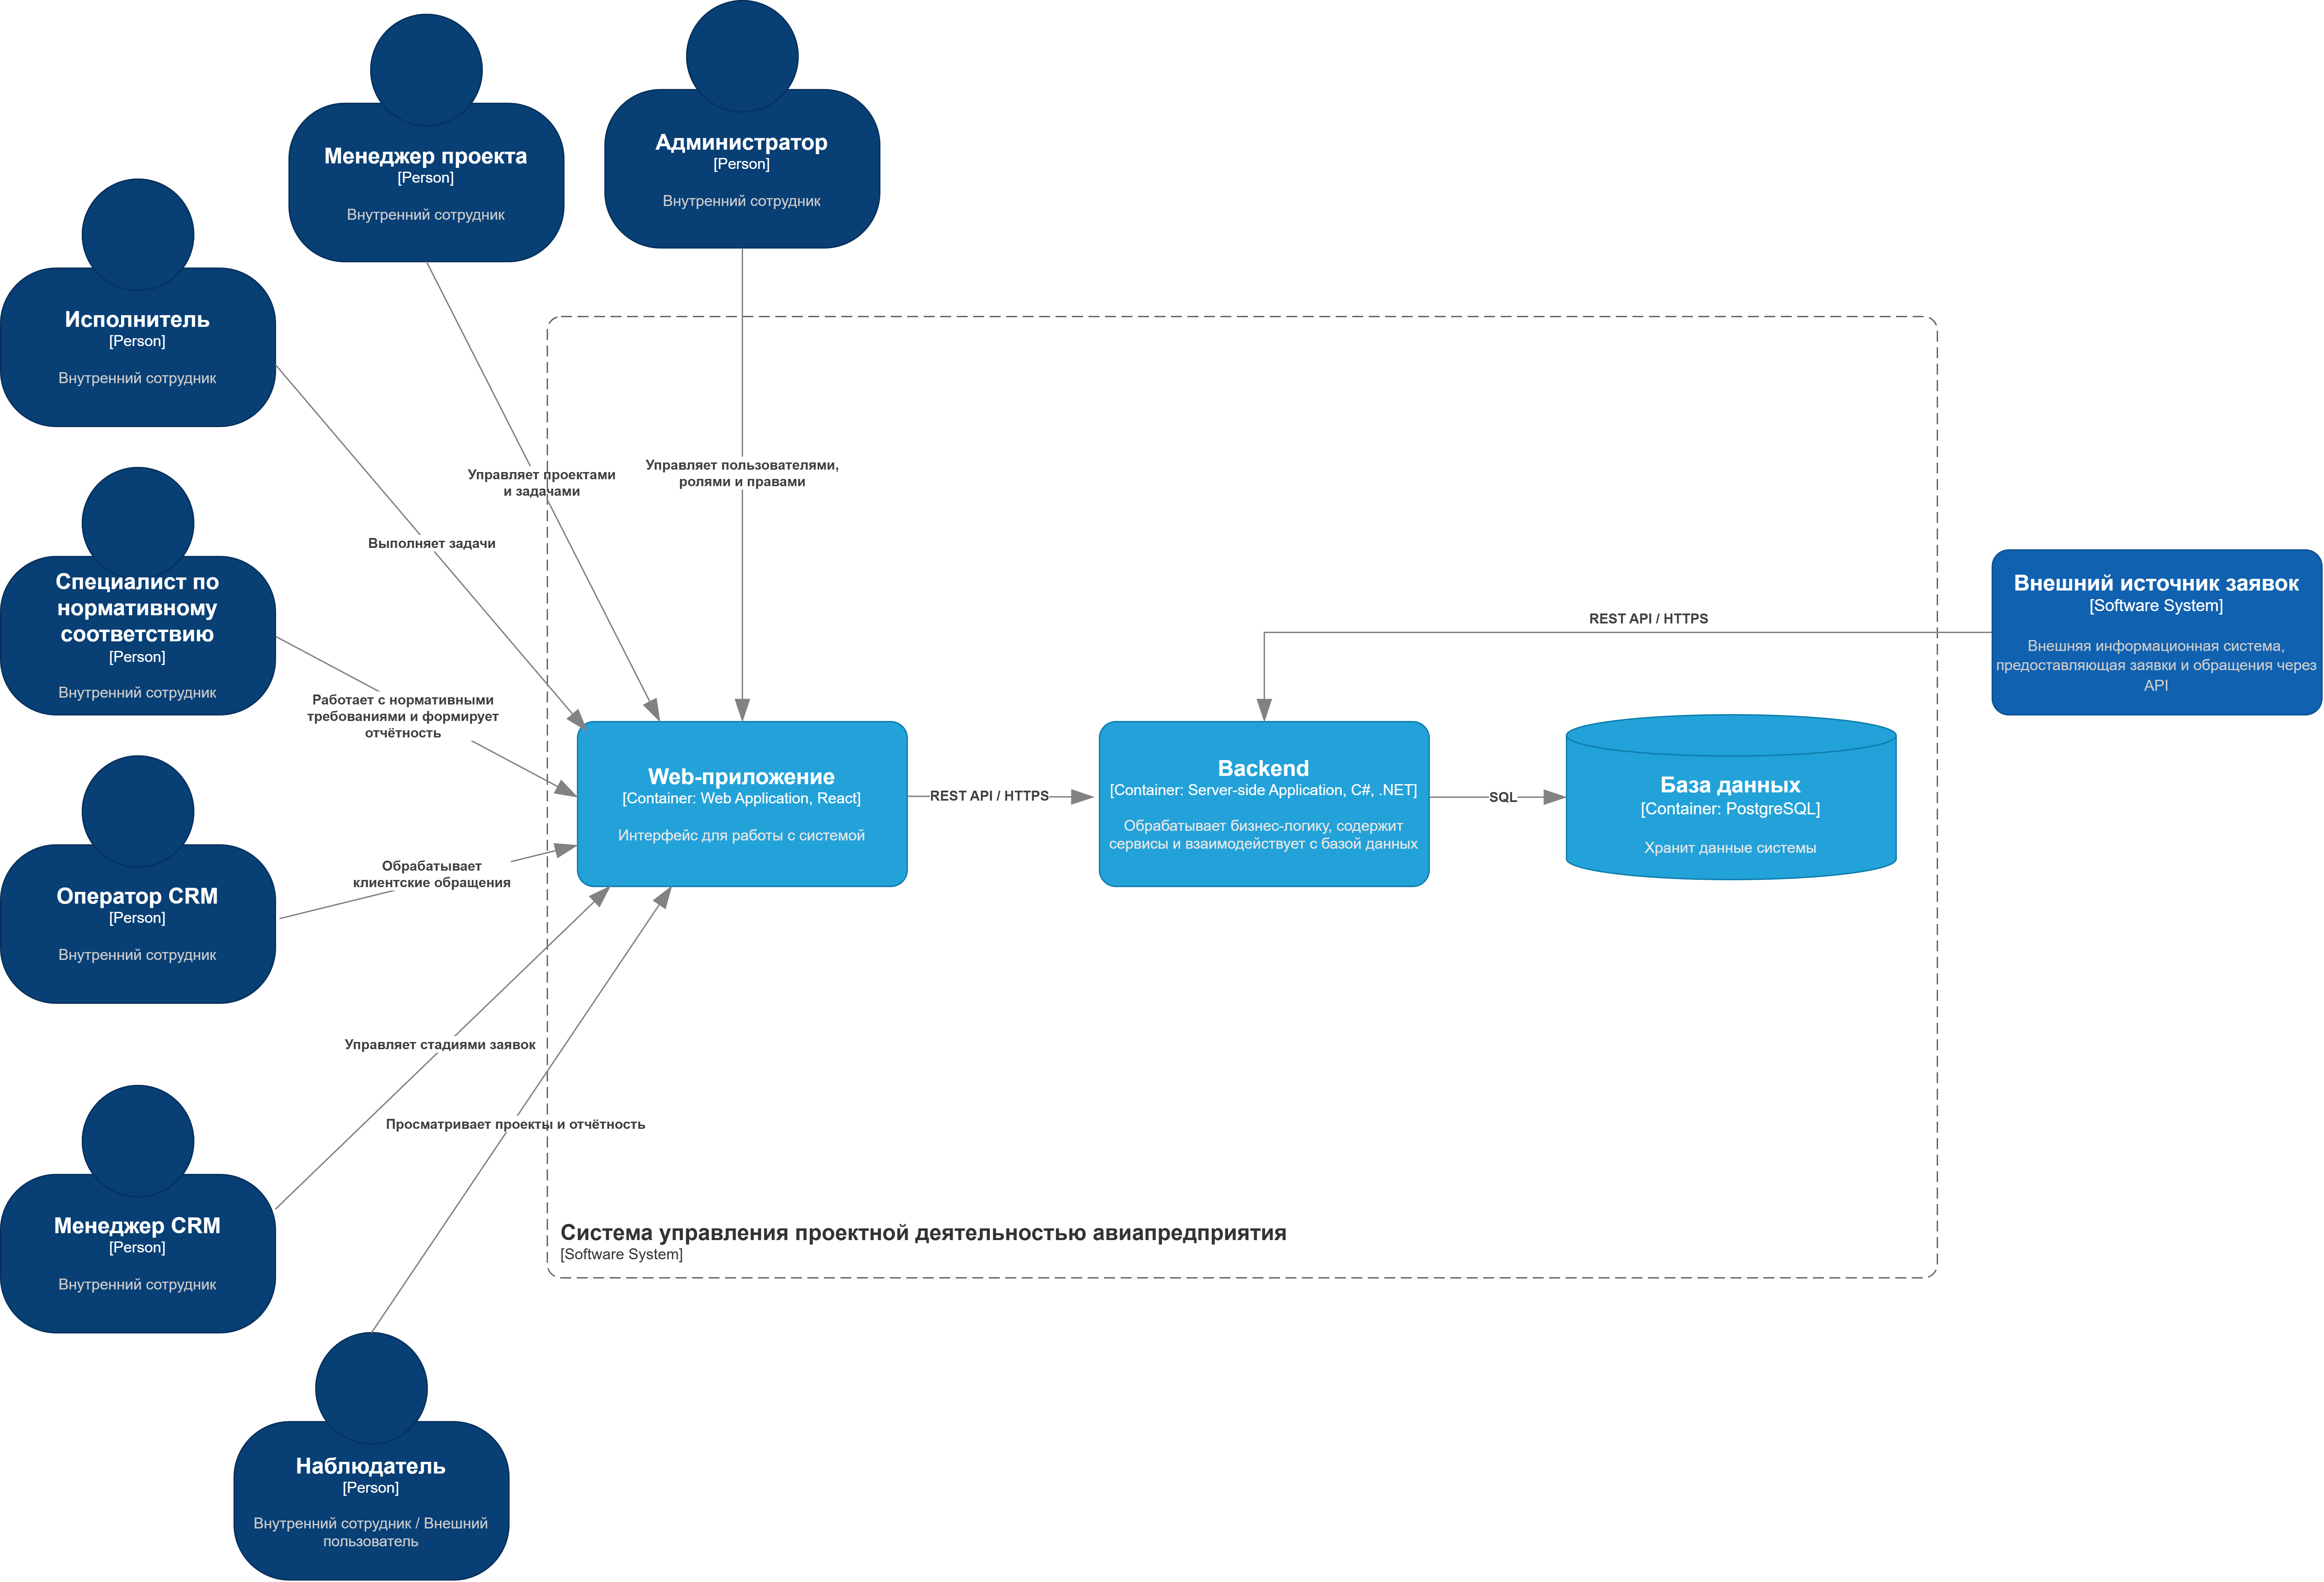 Менеджер проекта
[Person]
Внутренний сотрудник
Администратор
[Person]
Внутренний сотрудник
Исполнитель
[Person]
Внутренний сотрудник
Управляет проектами
и задачами
Управляет пользователями,
ролями и правами
Выполняет задачи
Специалист по
нормативному
соответствию
[Person]
Внутренний сотрудник
Работает с нормативными
требованиями и формирует
отчётность
REST API / HTTPS
Внешний источник заявок
[Software System]
Внешняя информационная система,
предоставляющая заявки и обращения через
API
Web-приложение
[Container: Web Application, React]
Интерфейс для работы с системой
REST API / HTTPS
Backend
[Container: Server-side Application, C#, .NET]
Обрабатывает бизнес-логику, содержит
сервисы и взаимодействует с базой данных
SQL
База данных
[Container: PostgreSQL]
Хранит данные системы
Обрабатывает
клиентские обращения
Оператор CRM
[Person]
Внутренний сотрудник
Управляет стадиями заявок
Просматривает проекты и отчётность
Менеджер CRM
[Person]
Внутренний сотрудник
Система управления проектной деятельностью авиапредприятия
[Software System]
Наблюдатель
[Person]
Внутренний сотрудник / Внешний
пользователь